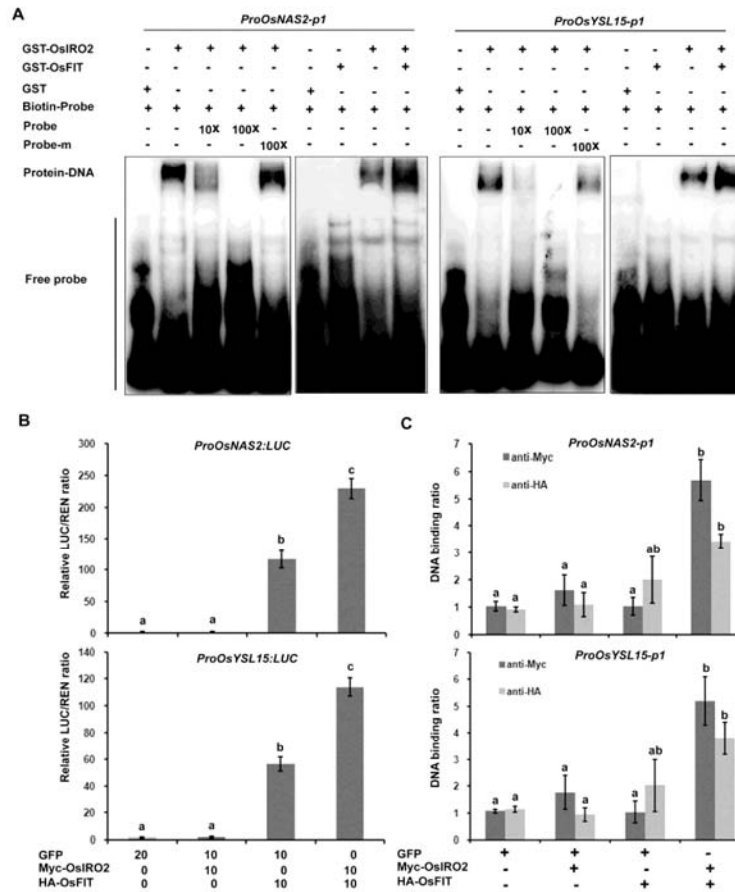 A
ProOsNAS2-p1
ProOsYSL15-p1
GST-OsIRO2 - + + + + - - + + - + + + + - - + +
GST-OsFIT - - - - - - + - + - - - - - - + - +
GST + - - - - + - - - + - - - - + - - -
Biotin-Probe + + + + + + + + + + + + + + + + + +
Probe - - 10X 100X - - - - - - - 10X 100X - - - - -
Probe-m - - - - 100X - - - - - - - - 100X - - - -
Protein-DNA
Free probe
B
ProOsNAS2:LUC
Relative LUC/REN ratio
300
250
200
150
100
50
0
a a b c
ProOsYSL15:LUC
Relative LUC/REN ratio
140
120
100
80
60
40
20
0
a a b c
GFP 20 10 10 0
Myc-OsIRO2 0 10 0 10
HA-OsFIT 0 0 10 10
C
ProOsNAS2-p1
DNA binding ratio
7
6
5
4
3
2
1
0
anti-Myc
anti-HA
a a a a a ab b b
ProOsYSL15-p1
DNA binding ratio
7
6
5
4
3
2
1
0
anti-Myc
anti-HA
a a a a a ab b b
GFP + + + -
Myc-OsIRO2 - + - +
HA-OsFIT - - + +